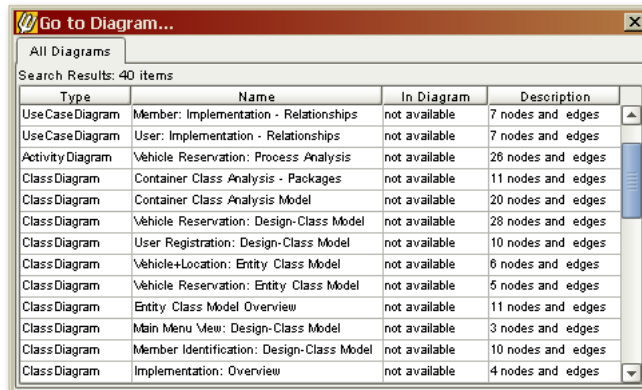 Go to Diagram...
All Diagrams
Search Results: 40 items
Type Name In Diagram Description
UseCaseDiagram Member: Implementation - Relationships not available 7 nodes and edges
UseCaseDiagram User: Implementation - Relationships not available 7 nodes and edges
ActivityDiagram Vehicle Reservation: Process Analysis not available 26 nodes and edges
ClassDiagram Container Class Analysis - Packages not available 11 nodes and edges
ClassDiagram Container Class Analysis Model not available 20 nodes and edges
ClassDiagram Vehicle Reservation: Design-Class Model not available 28 nodes and edges
ClassDiagram User Registration: Design-Class Model not available 10 nodes and edges
ClassDiagram Vehicle+Location: Entity Class Model not available 6 nodes and edges
ClassDiagram Vehicle Reservation: Entity Class Model not available 5 nodes and edges
ClassDiagram Entity Class Model Overview not available 11 nodes and edges
ClassDiagram Main Menu View: Design-Class Model not available 3 nodes and edges
ClassDiagram Member Identification: Design-Class Model not available 10 nodes and edges
ClassDiagram Implementation: Overview not available 4 nodes and edges